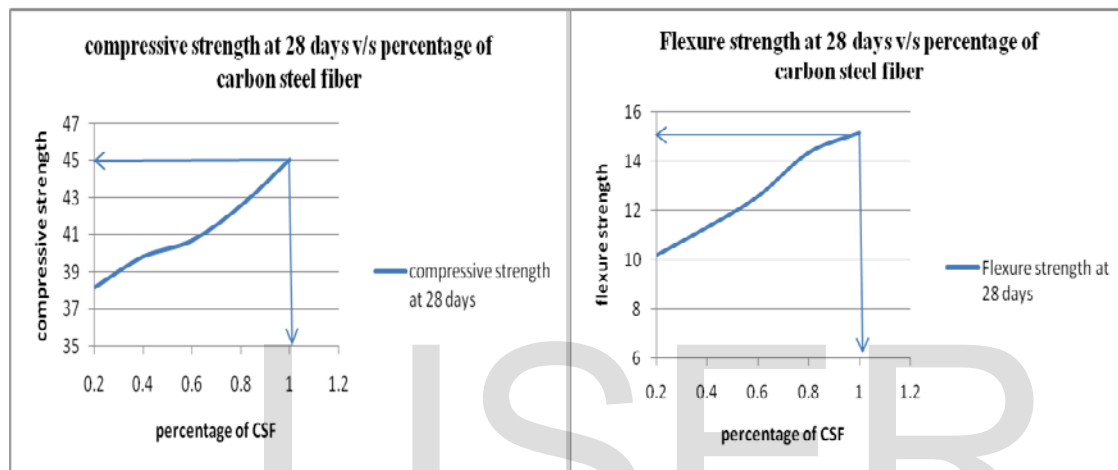 compressive strength at 28 days v/s percentage of
carbon steel fiber
compressive strength
47
45
43
41
39
37
35
0.2 0.4 0.6 0.8 1 1.2
percentage of CSF
compressive strength
at 28 days
Flexure strength at 28 days v/s percentage of
carbon steel fiber
flexure strength
16
14
12
10
8
6
0.2 0.4 0.6 0.8 1 1.2
percentage of CSF
Flexure strength at
28 days
IJSER